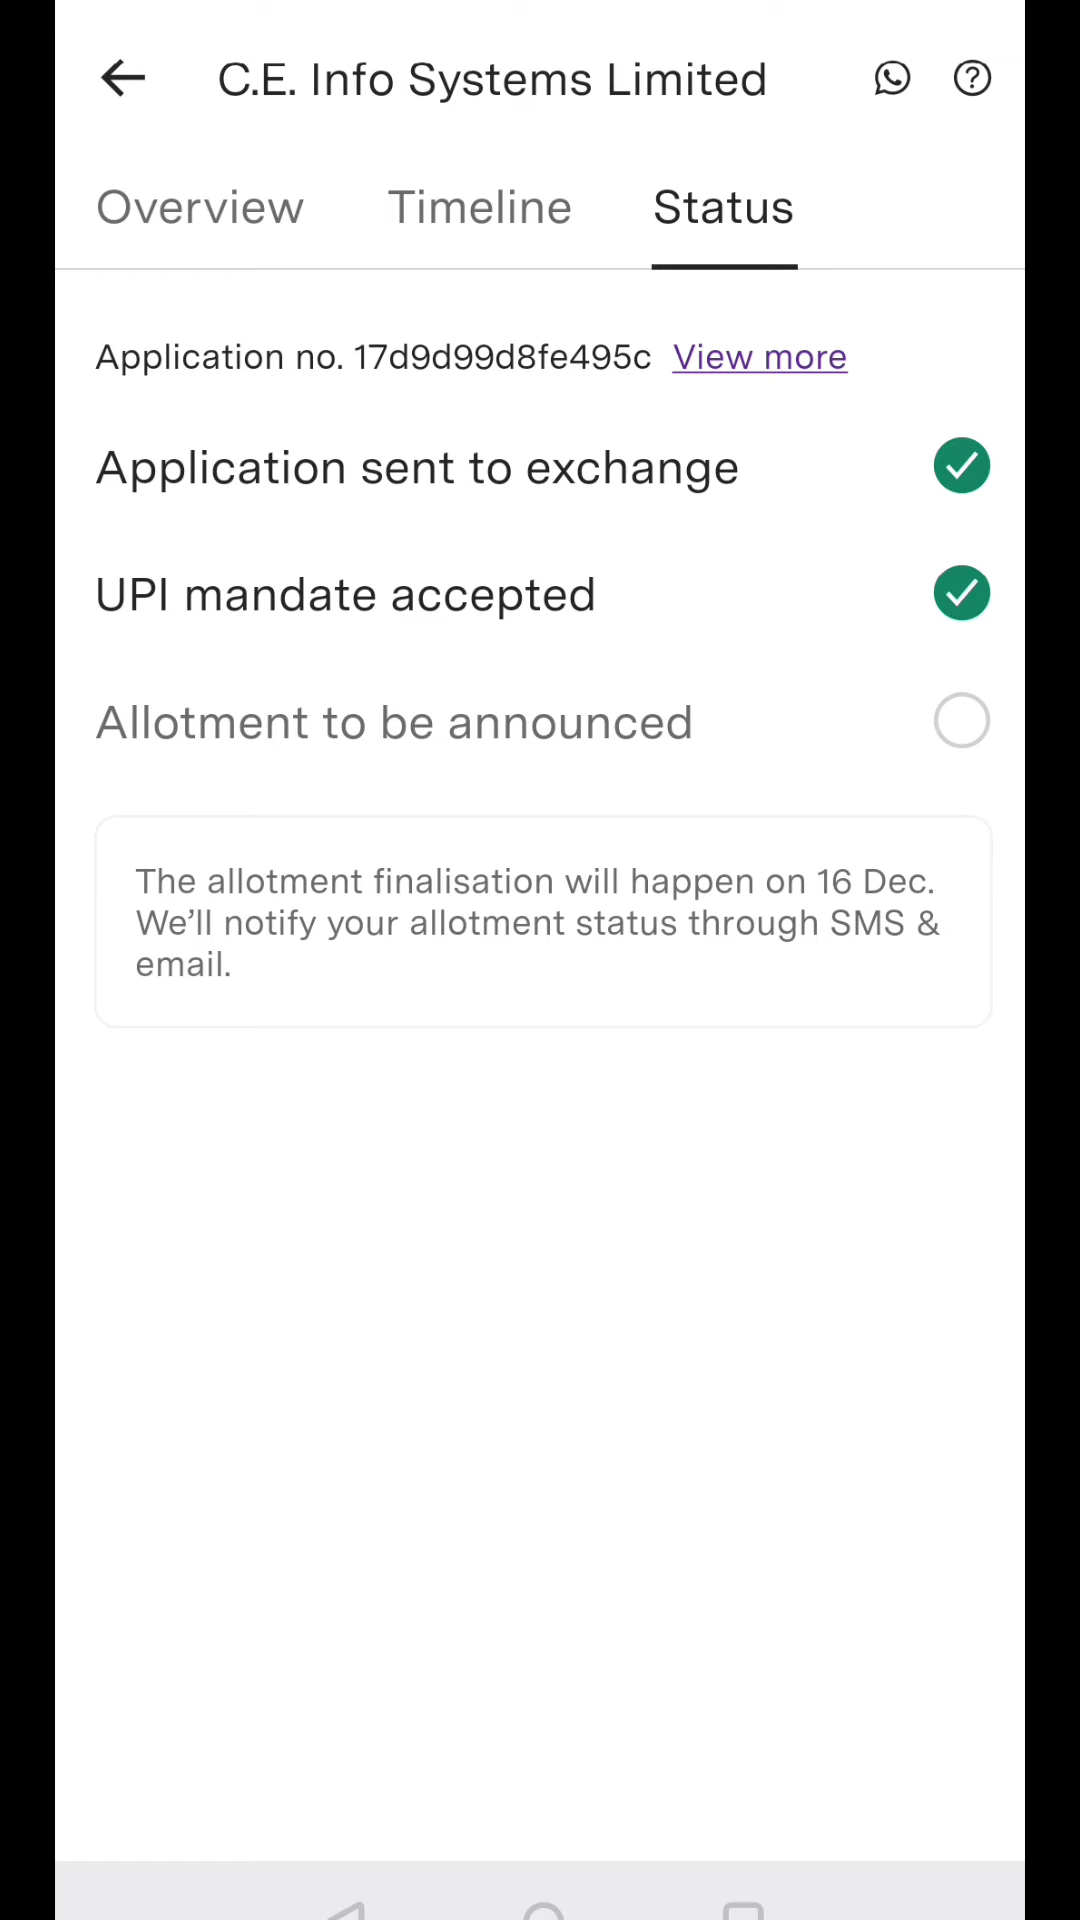 C.E. Info Systems Limited
Overview Timeline Status
Application no. 17d9d99d8fe495c View more
Application sent to exchange
UPI mandate accepted
Allotment to be announced
The allotment finalisation will happen on 16 Dec.
We’ll notify your allotment status through SMS &
email.